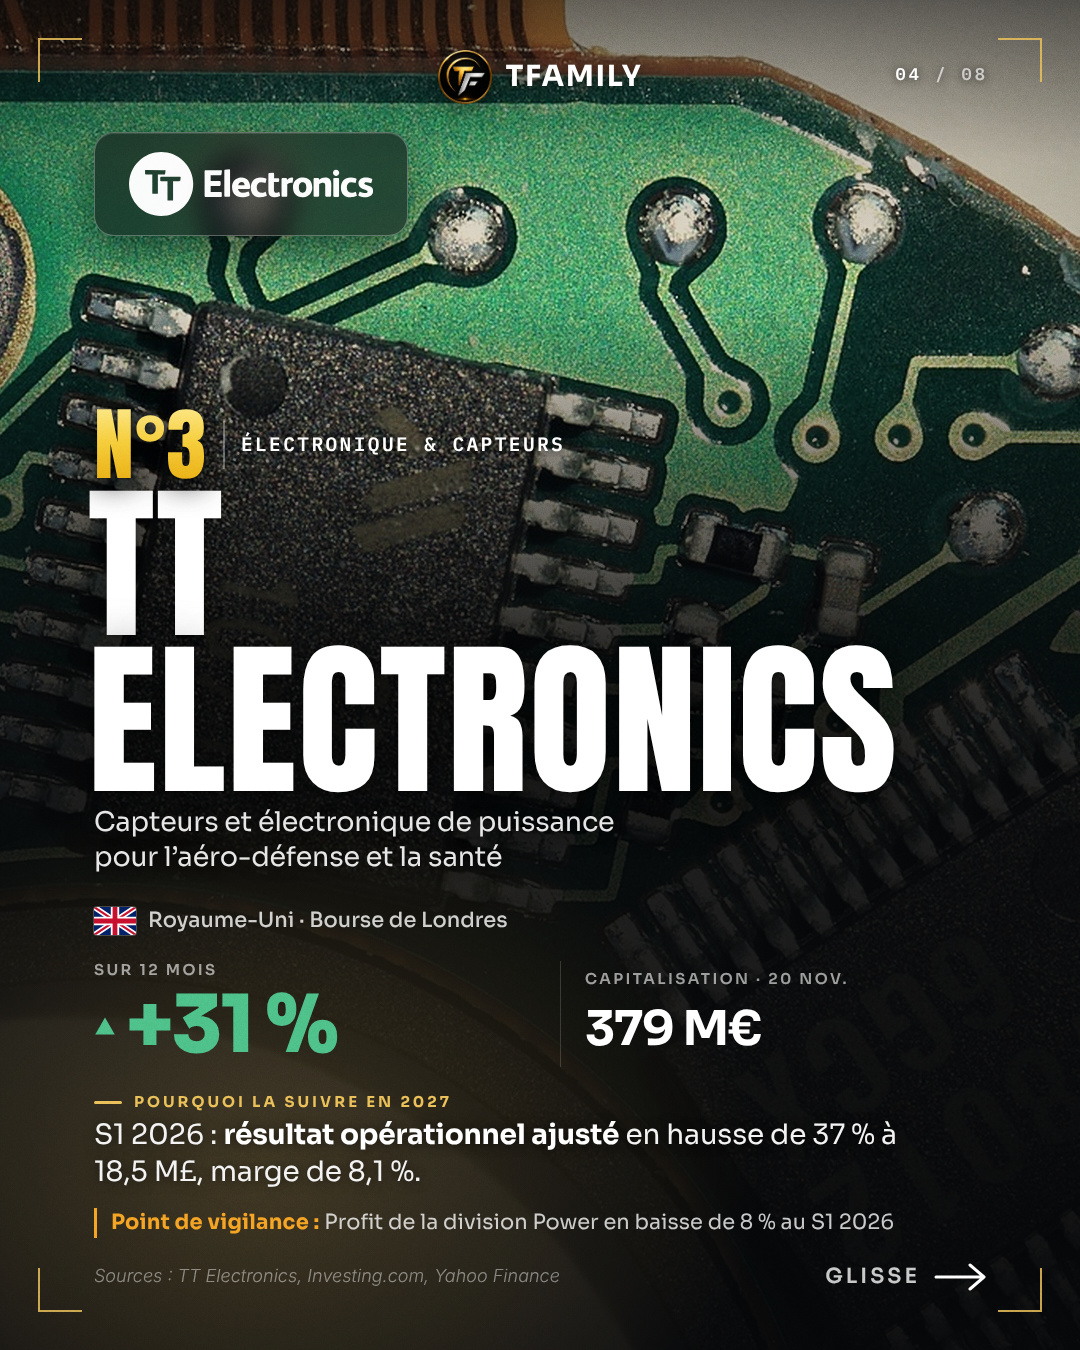 TF TFAMILY
04 / 08
TT Electronics
N°3
ÉLECTRONIQUE & CAPTEURS
TT
ELECTRONICS
Capteurs et électronique de puissance
pour l’aéro-défense et la santé
Royaume-Uni · Bourse de Londres
SUR 12 MOIS
▲ +31 %
CAPITALISATION · 20 NOV.
379 M€
POURQUOI LA SUIVRE EN 2027
S1 2026 : résultat opérationnel ajusté en hausse de 37 % à
18,5 M£, marge de 8,1 %.
Point de vigilance : Profit de la division Power en baisse de 8 % au S1 2026
Sources : TT Electronics, Investing.com, Yahoo Finance
GLISSE →